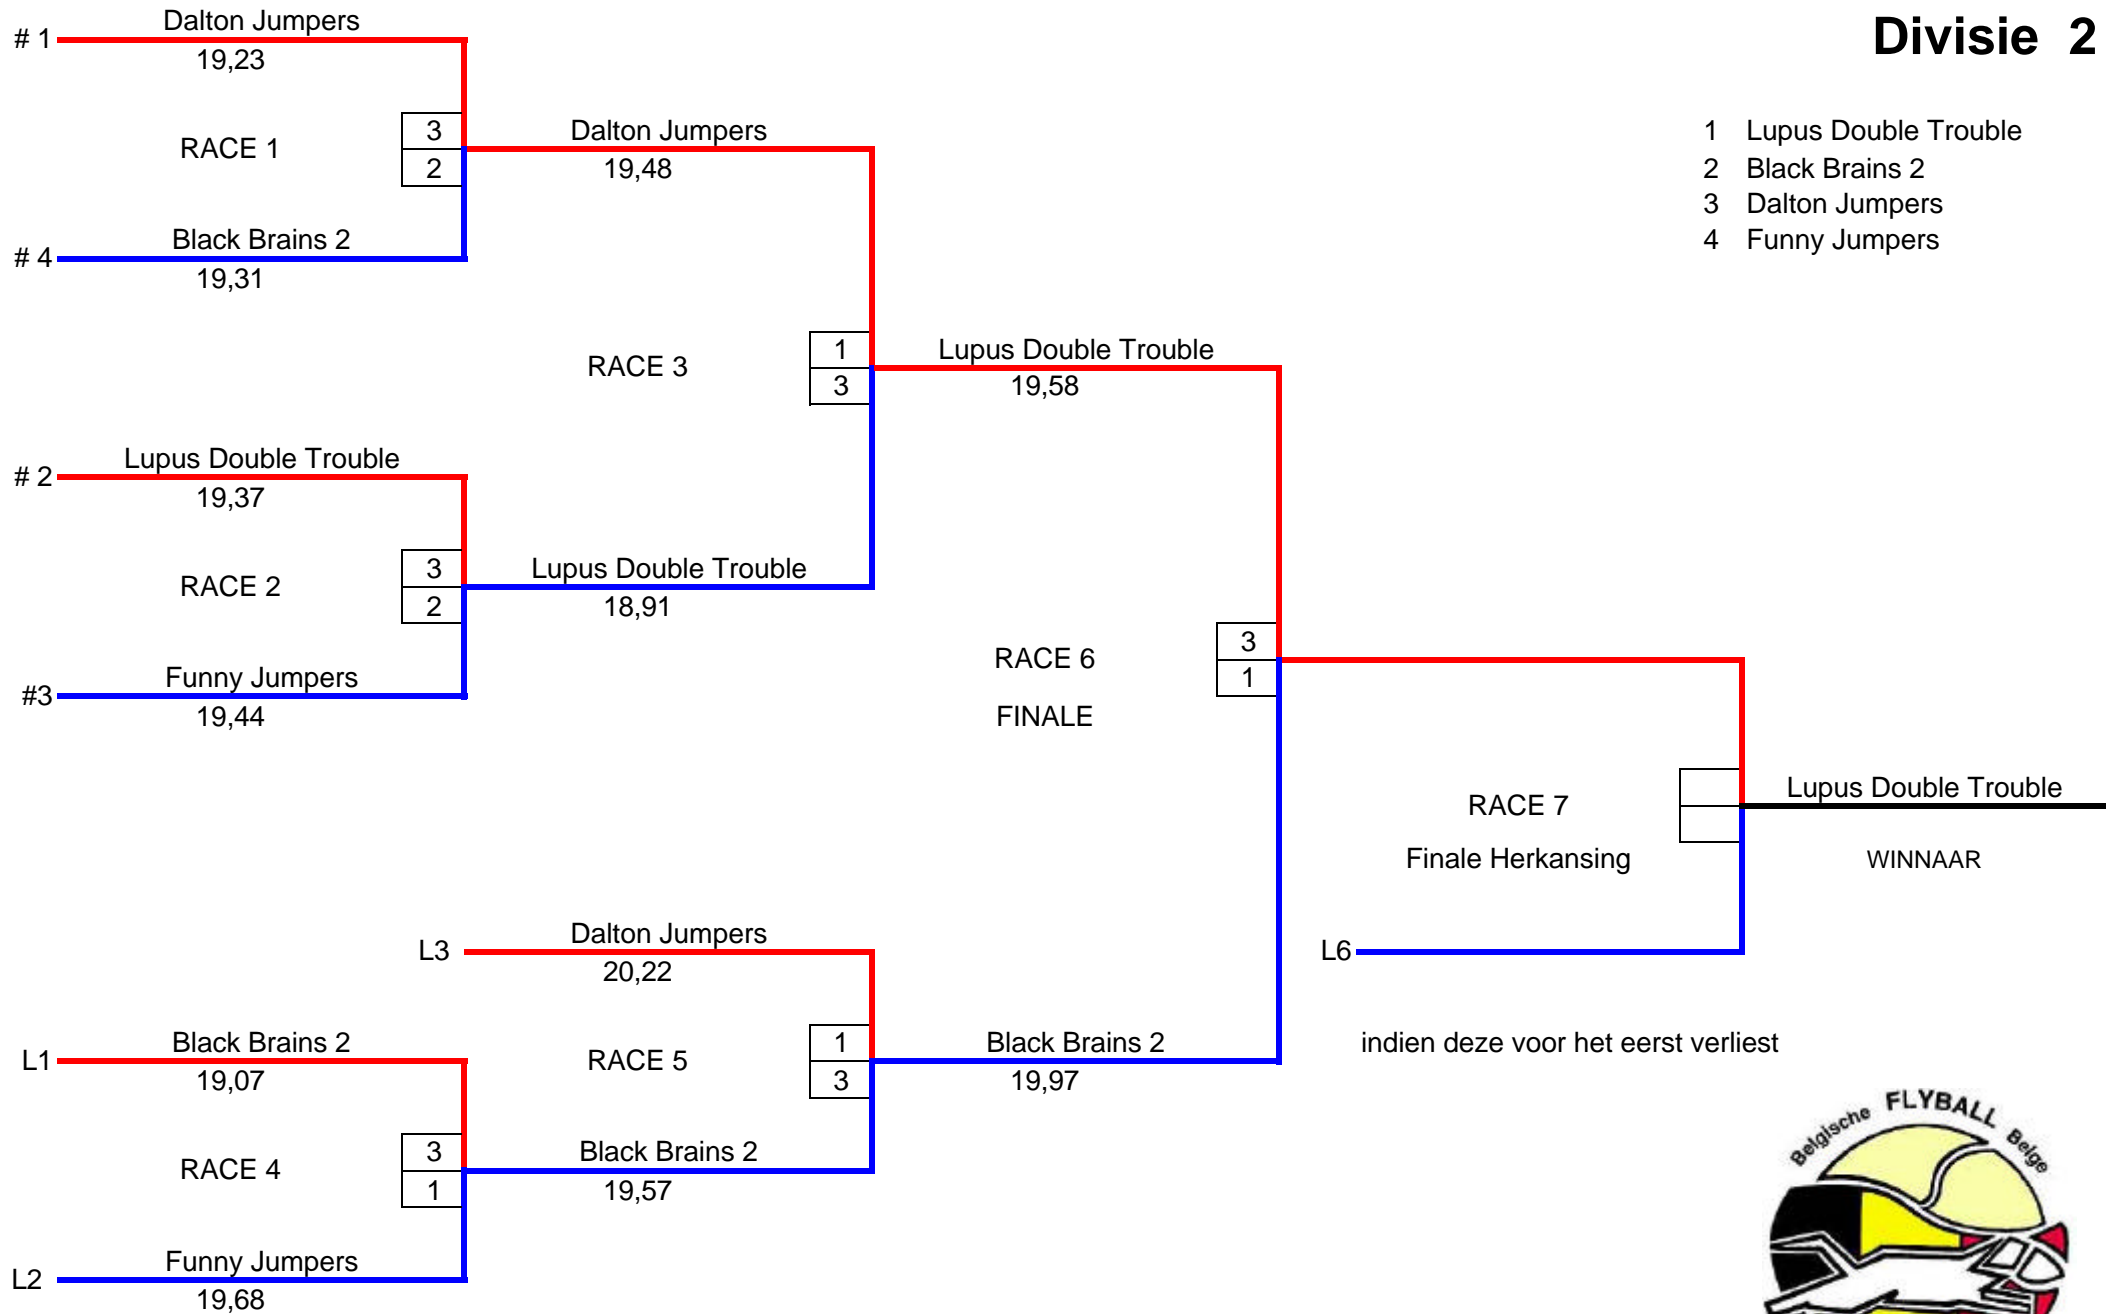 Divisie 2
1 Lupus Double Trouble
2 Black Brains 2
3 Dalton Jumpers
4 Funny Jumpers
# 1
Dalton Jumpers
19,23
RACE 1
3
2
# 4
Black Brains 2
19,31
Dalton Jumpers
19,48
RACE 3
1
3
Lupus Double Trouble
19,58
# 2
Lupus Double Trouble
19,37
RACE 2
3
2
#3
Funny Jumpers
19,44
Lupus Double Trouble
18,91
RACE 6
FINALE
3
1
RACE 7
Finale Herkansing
Lupus Double Trouble
WINNAAR
L6
indien deze voor het eerst verliest
L3
Dalton Jumpers
20,22
RACE 5
1
3
Black Brains 2
19,97
L1
Black Brains 2
19,07
RACE 4
3
1
Black Brains 2
19,57
L2
Funny Jumpers
19,68
Belgische FLYBALL Belge